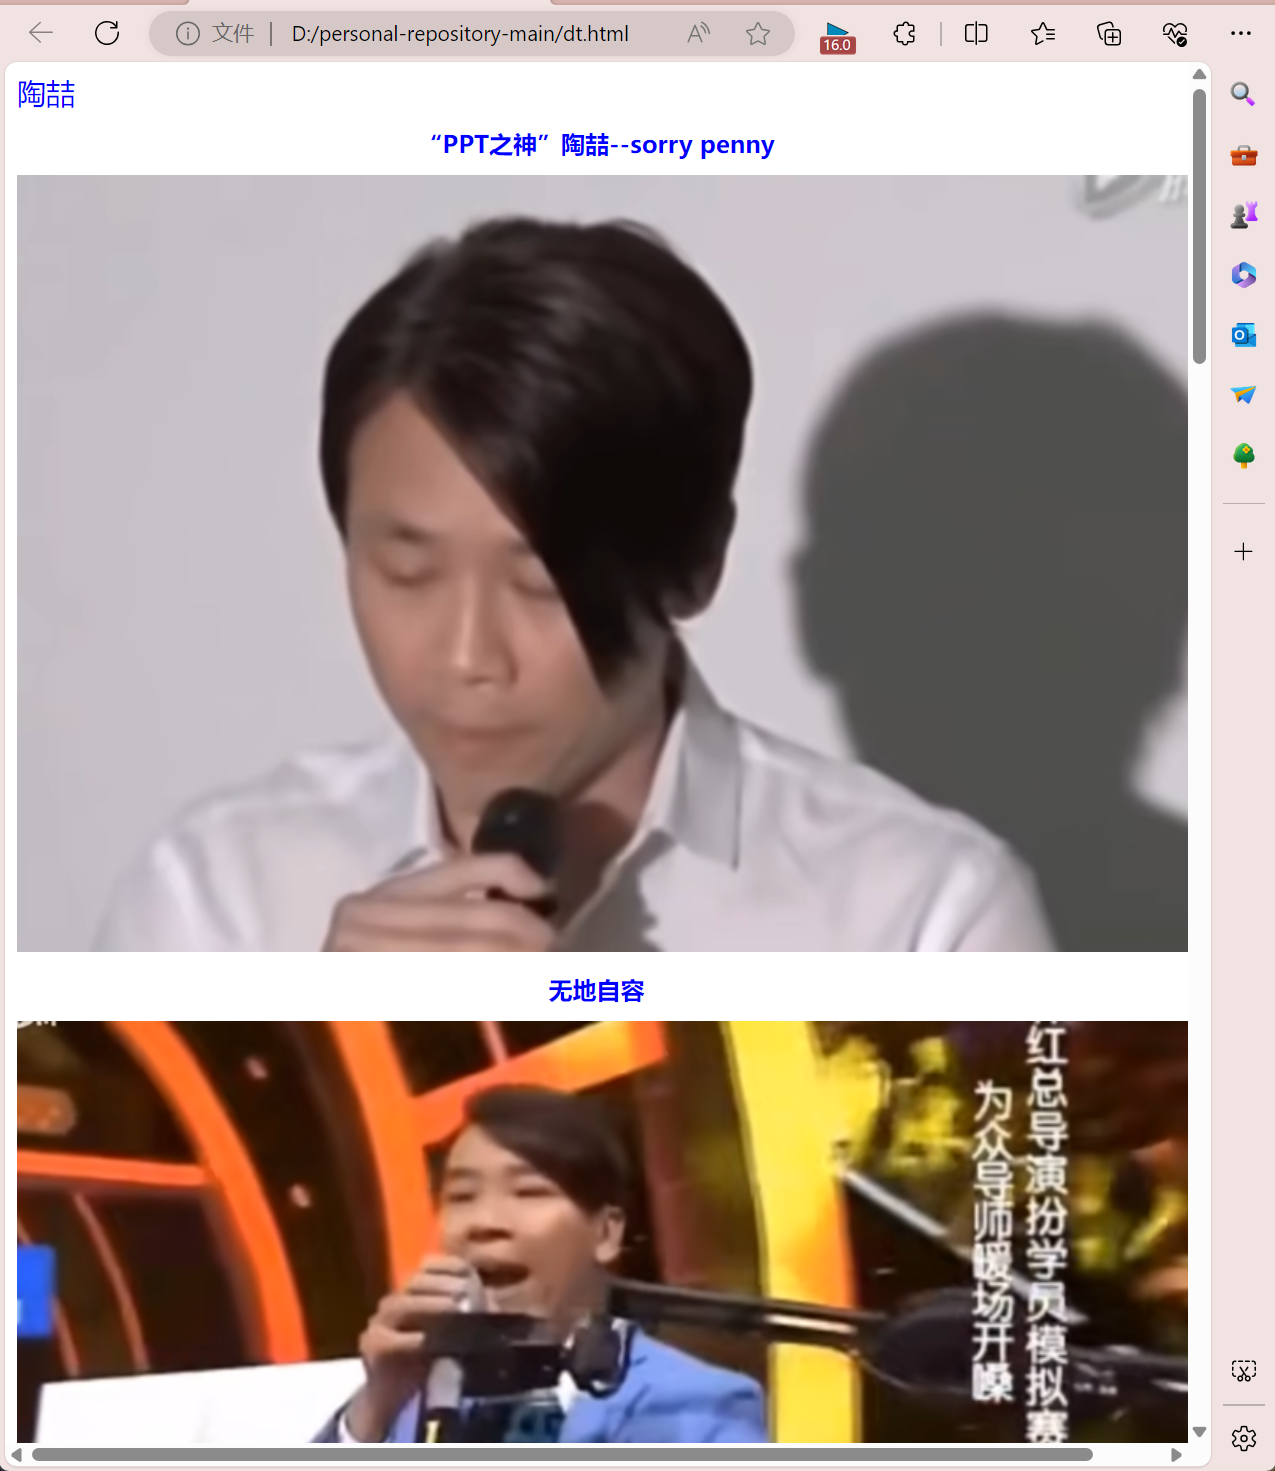 文件 | D:/personal-repository-main/dt.html
16.0
陶喆
“PPT之神”陶喆--sorry penny
无地自容
红总导演扮学员模拟赛
为众导师暖场开嗓